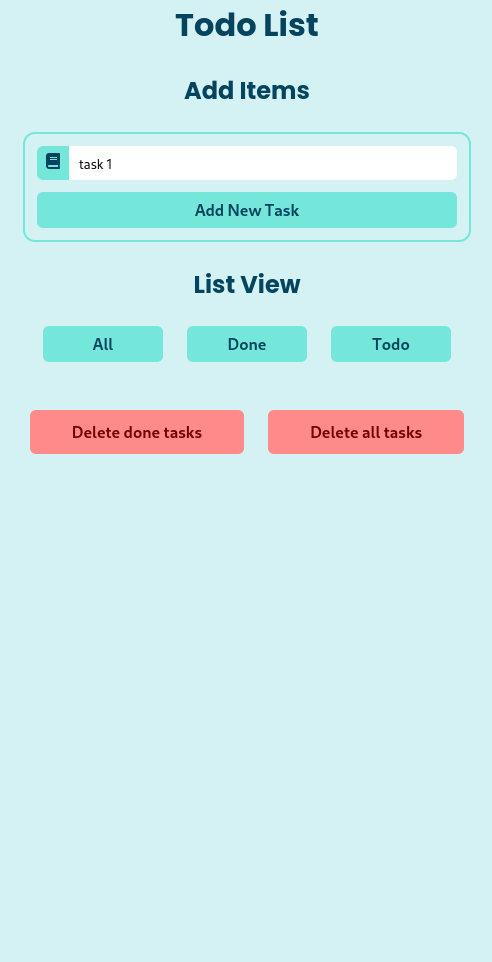 Todo List
Add Items
task 1
Add New Task
List View
All Done Todo
Delete done tasks Delete all tasks